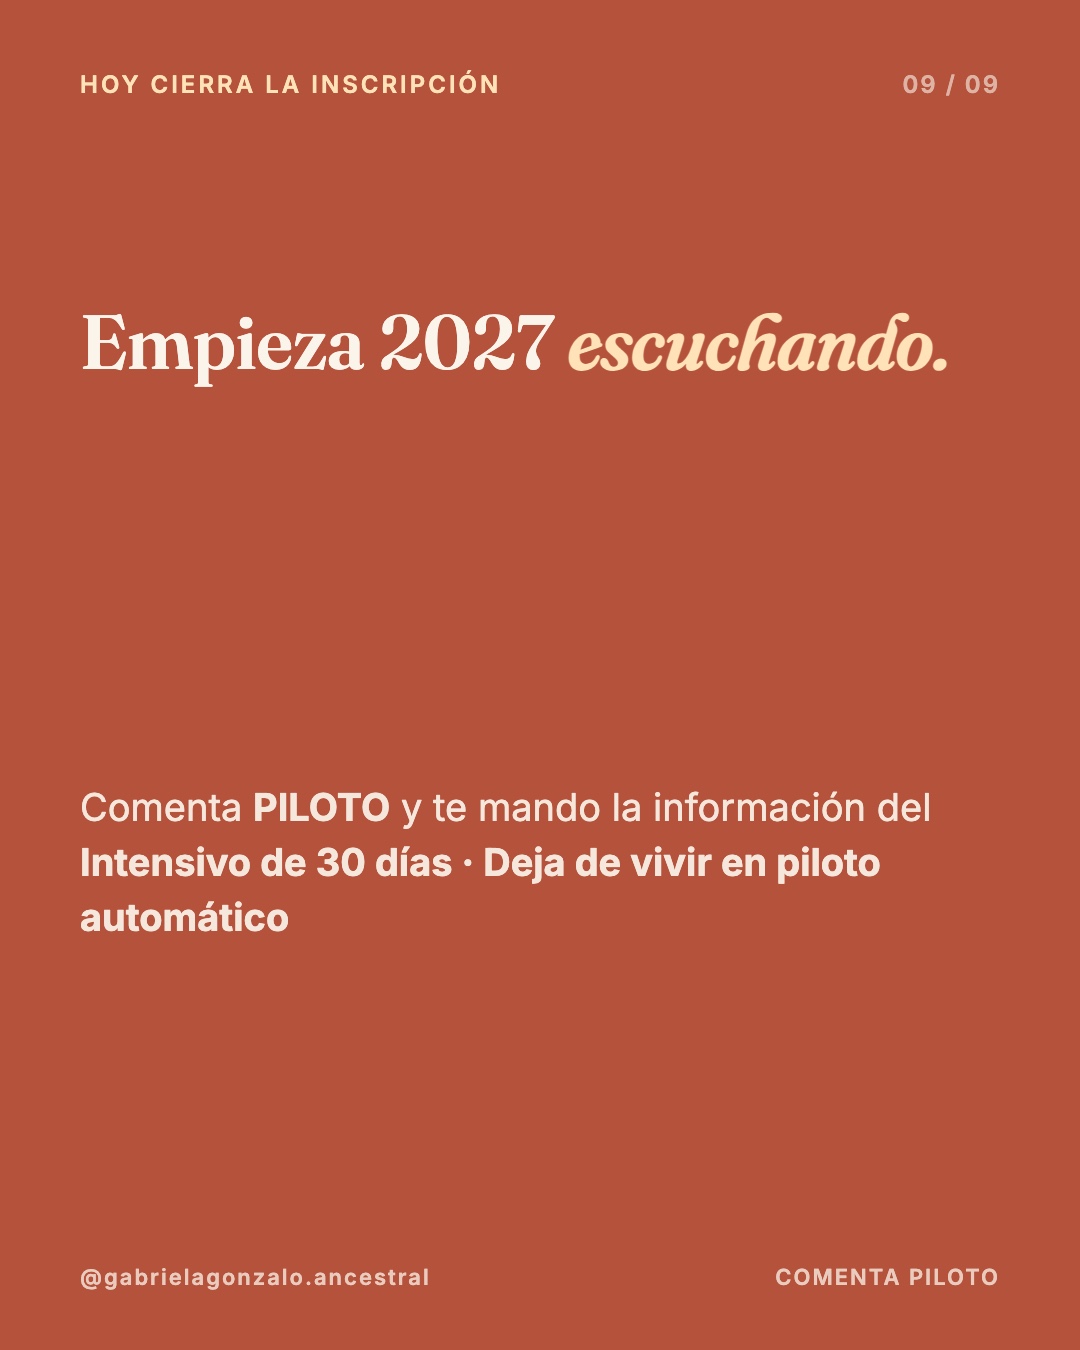 HOY CIERRA LA INSCRIPCIÓN
09 / 09
Empieza 2027 escuchando.
Comenta PILOTO y te mando la información del
Intensivo de 30 días · Deja de vivir en piloto
automático
@gabrielagonzalo.ancestral
COMENTA PILOTO